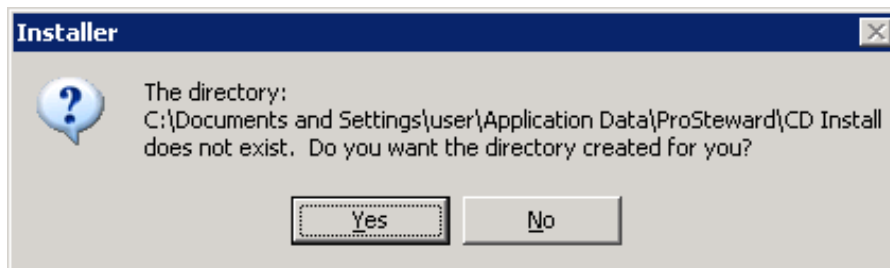 Installer
The directory:
C:\Documents and Settings\user\Application Data\ProSteward\CD Install
does not exist.  Do you want the directory created for you?
Yes
No